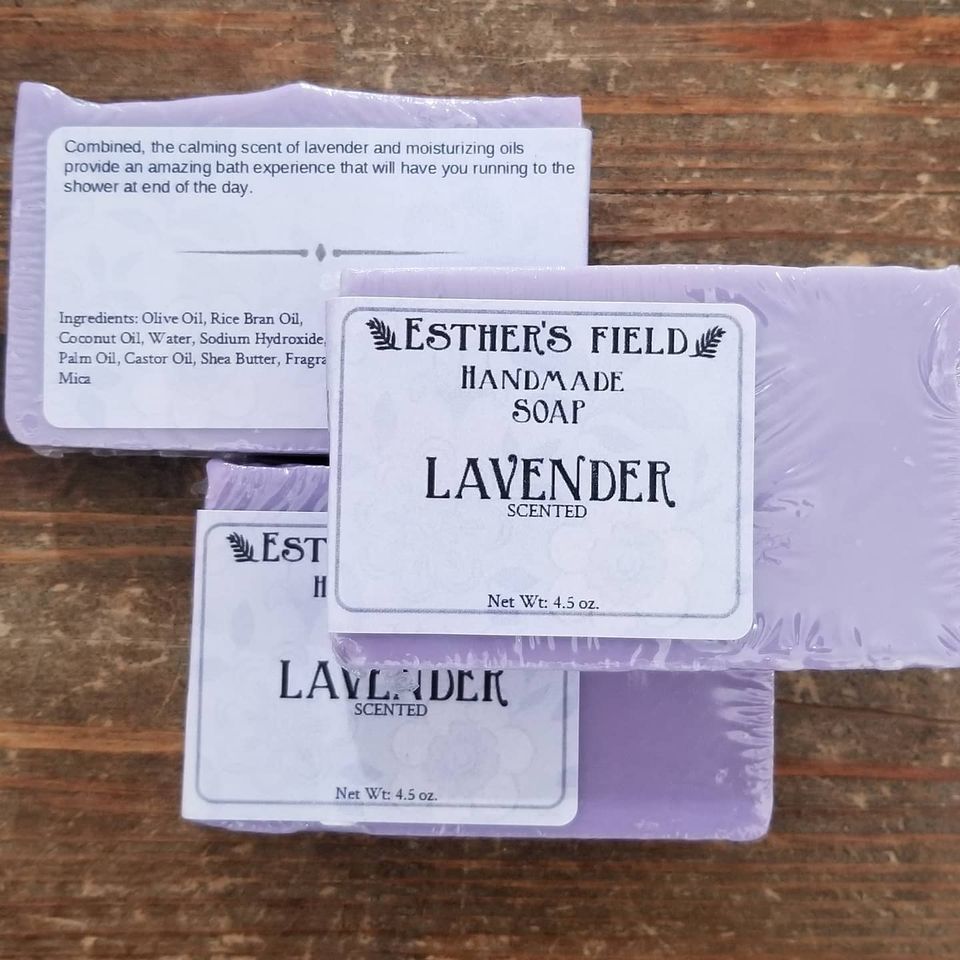 Combined, the calming scent of lavender and moisturizing oils
provide an amazing bath experience that will have you running to the
shower at end of the day.
Ingredients: Olive Oil, Rice Bran Oil,
Coconut Oil, Water, Sodium Hydroxide,
Palm Oil, Castor Oil, Shea Butter,
Mica
ESTHER'S FIELD
HANDMADE
SOAP
LAVENDER
SCENTED
Net Wt: 4.5 oz.
LAVENDER
SCENTED
Net Wt: 4.5 oz.